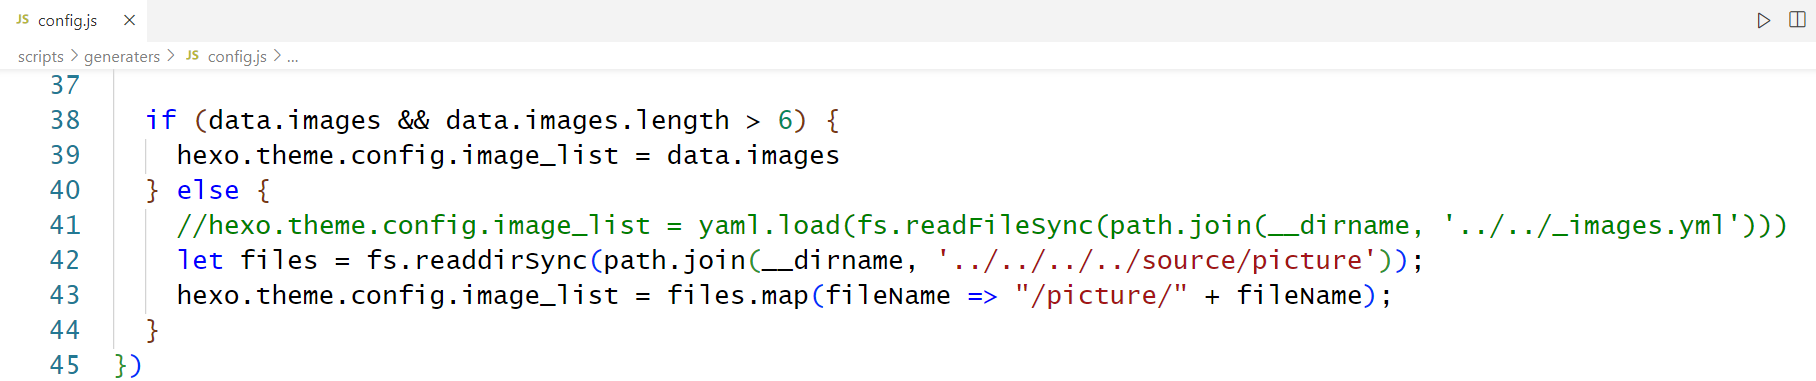 JS config.js ×
scripts > generaters > JS config.js > ...
37
38 if (data.images && data.images.length > 6) {
39 hexo.theme.config.image_list = data.images
40 } else {
41 //hexo.theme.config.image_list = yaml.load(fs.readFileSync(path.join(__dirname, '../../_images.yml')))
42 let files = fs.readdirSync(path.join(__dirname, '../../../../source/picture'));
43 hexo.theme.config.image_list = files.map(fileName => "/picture/" + fileName);
44 }
45 })